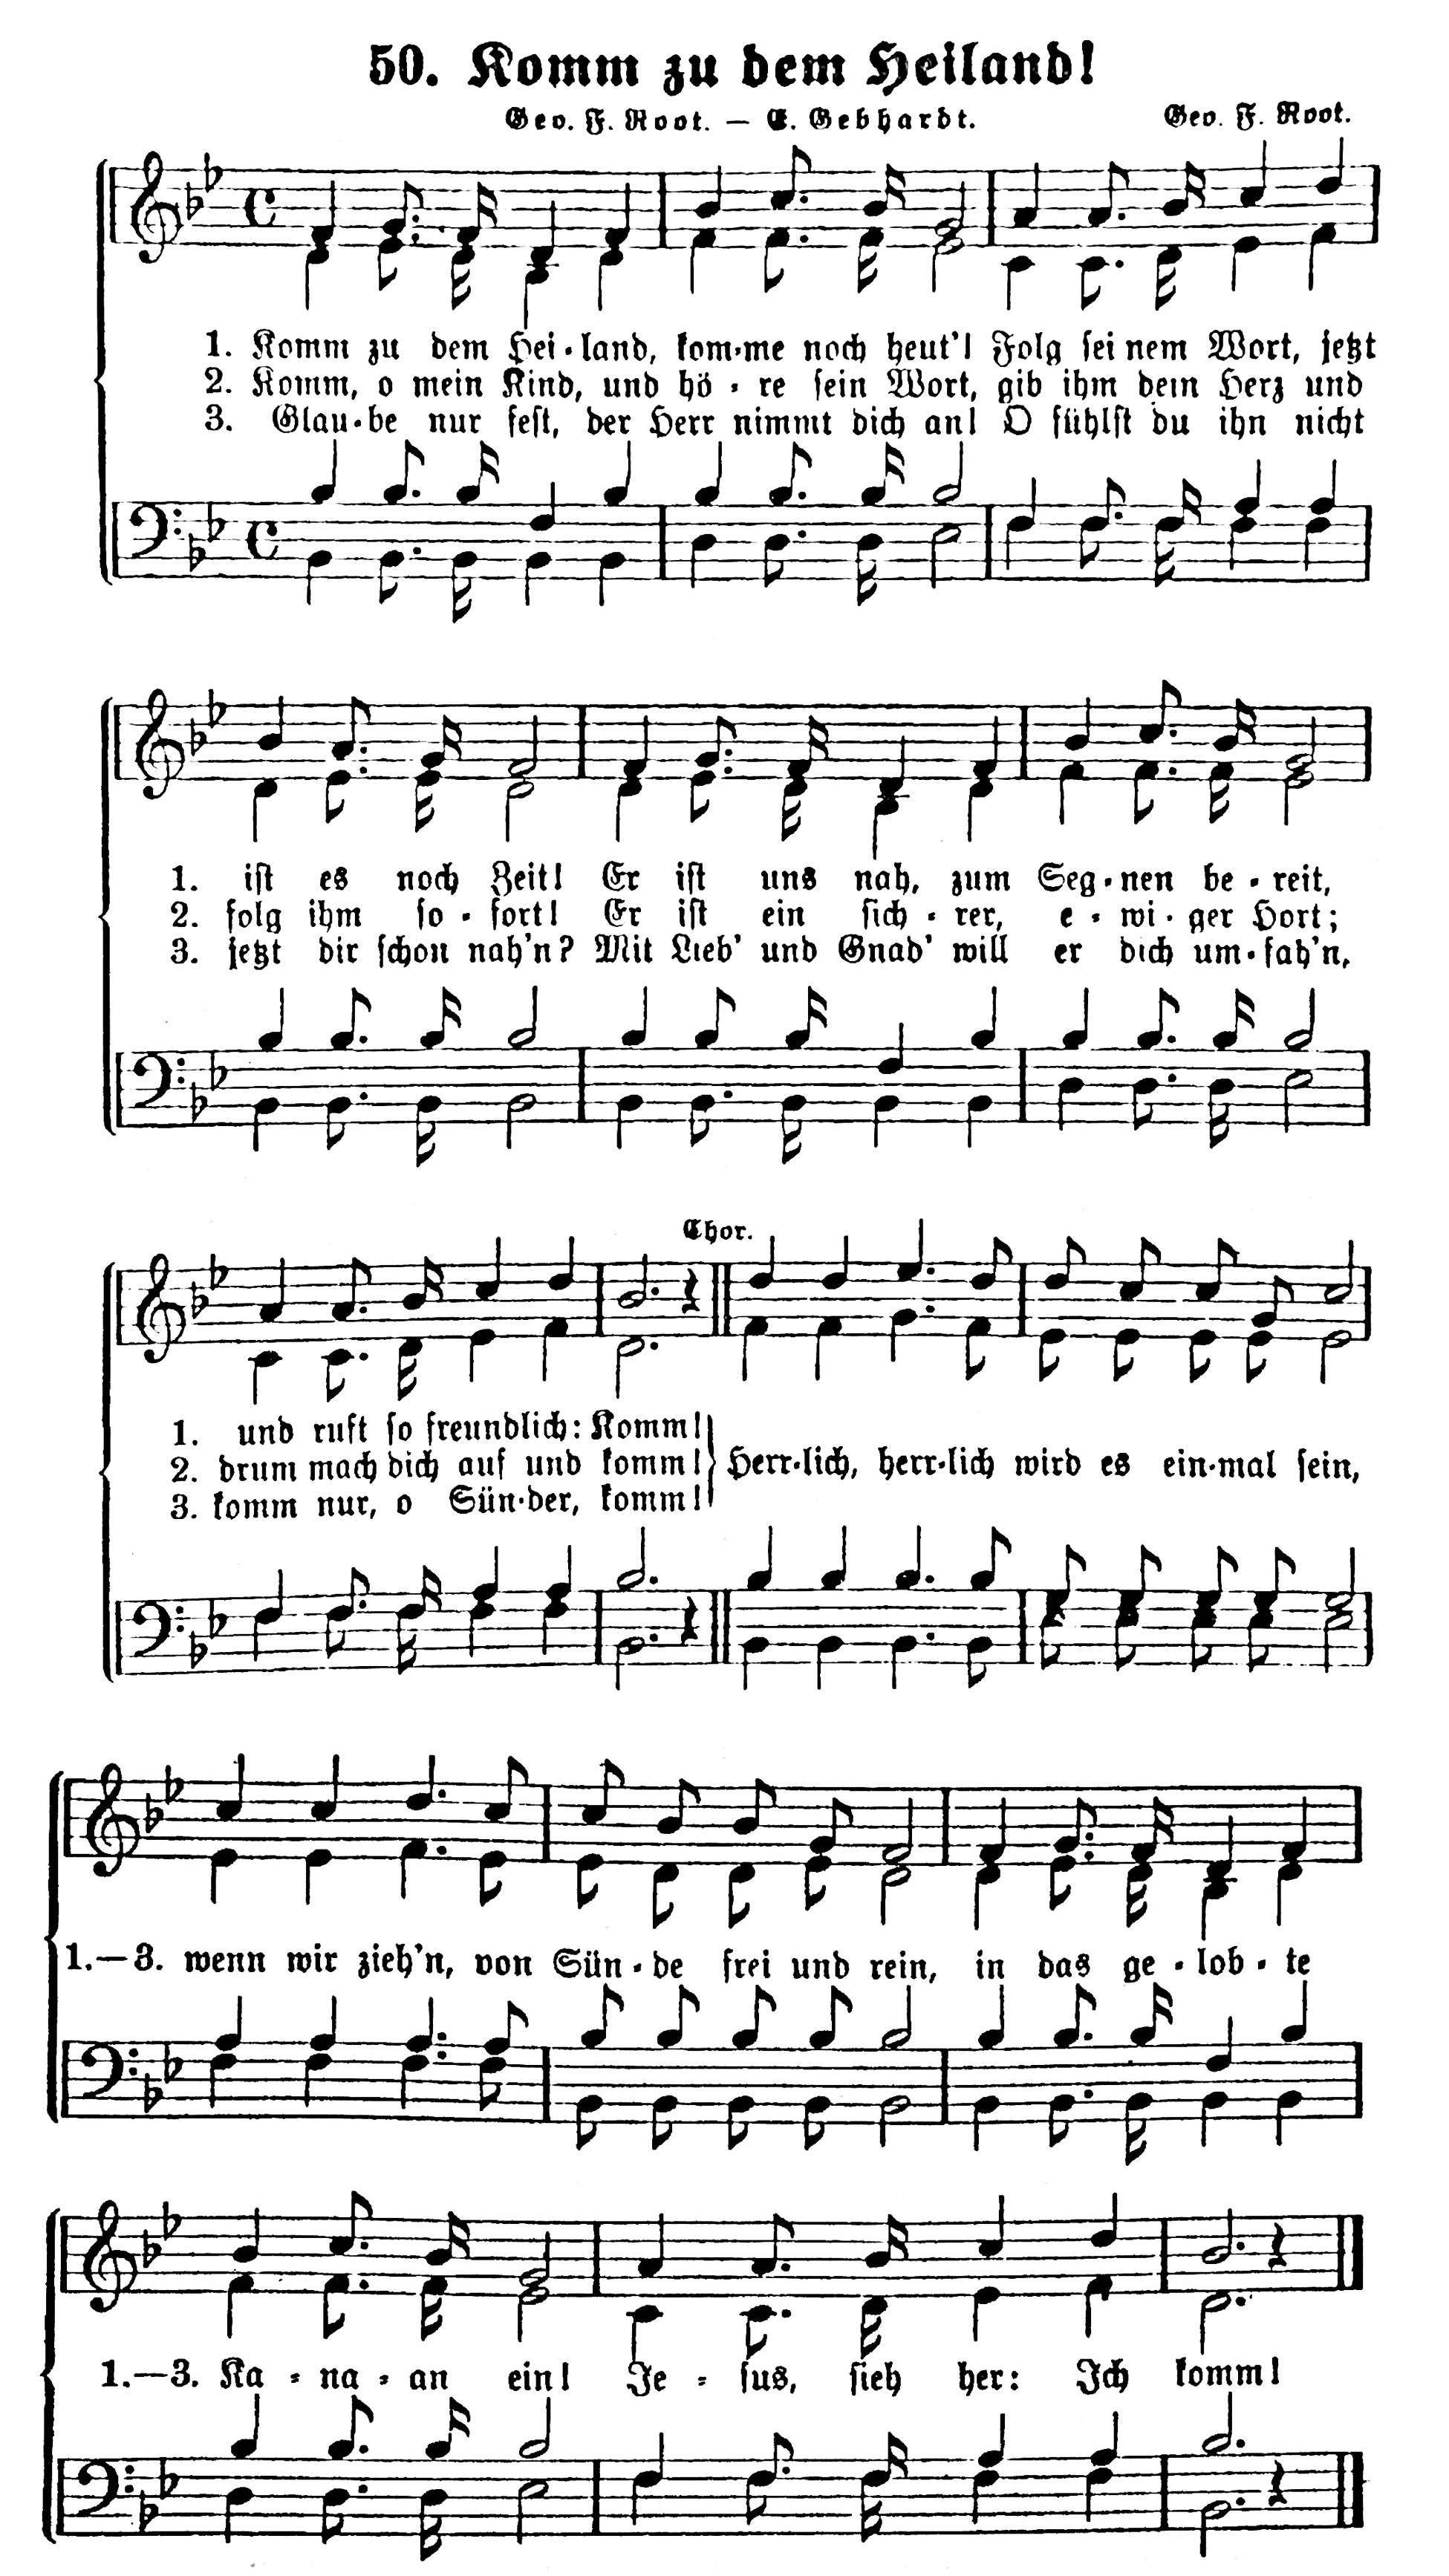 50. Komm zu dem Heiland!
Geo. F. Root. — E. Gebhardt. Geo. F. Root.
1. Komm zu dem Hei-land, kom-me noch heut'! Folg sei nem Wort, jetzt
2. Komm, o mein Kind, und hö-re sein Wort, gib ihm dein Herz und
3. Glau-be nur fest, der Herr nimmt dich an! O fühlst du ihn nicht
1. ist es noch Zeit! Er ist uns nah, zum Seg-nen be-reit,
2. folg ihm so-fort! Er ist ein sich-rer, e-wi-ger Hort;
3. jetzt dir schon nah'n? Mit Lieb' und Gnad' will er dich um-fah'n,
Chor.
1. und ruft so freundlich: Komm!
2. drum mach dich auf und komm! Herr-lich, herr-lich wird es ein-mal sein,
3. komm nur, o Sün-der, komm!
1.—3. wenn wir zieh'n, von Sün-de frei und rein, in das ge-lob-te
1.—3. Ka-na-an ein! Je-sus, sieh her: Ich komm!